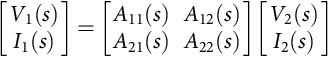 [V₁(s) I₁(s)] = [A₁₁(s) A₁₂(s) A₂₁(s) A₂₂(s)] [V₂(s) I₂(s)]